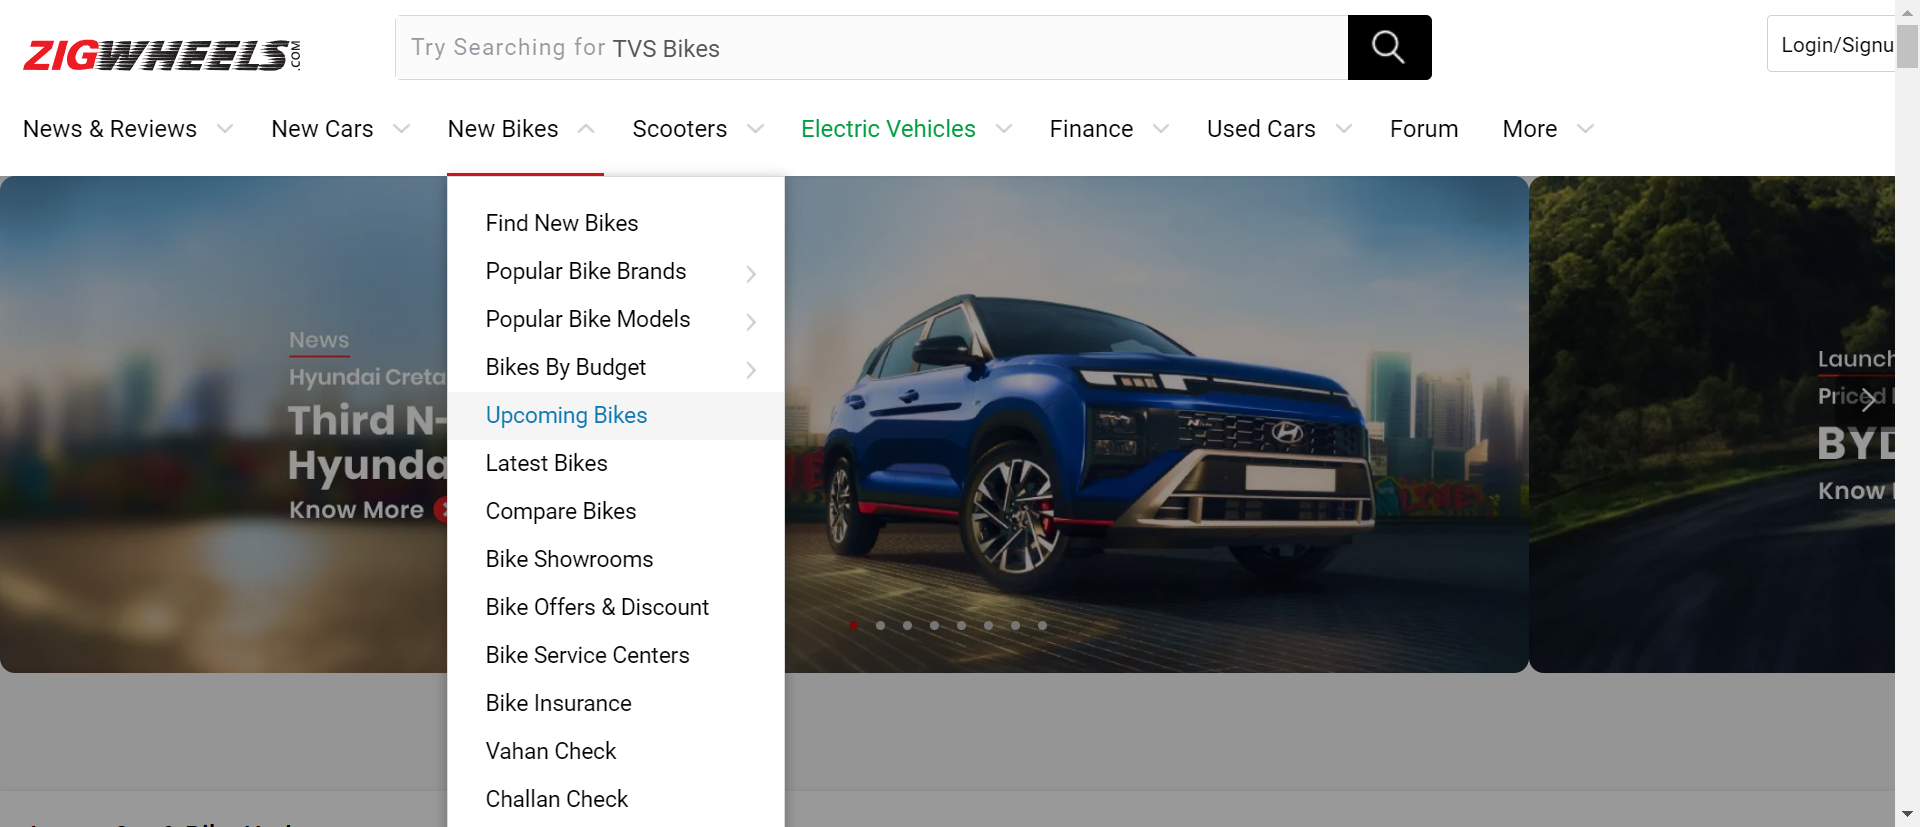 ZIGWHEELS.COM
Try Searching for TVS Bikes
Login/Signu
News & Reviews
New Cars
New Bikes
Scooters
Electric Vehicles
Finance
Used Cars
Forum
More
Find New Bikes
Popular Bike Brands
Popular Bike Models
Bikes By Budget
Upcoming Bikes
Latest Bikes
Compare Bikes
Bike Showrooms
Bike Offers & Discount
Bike Service Centers
Bike Insurance
Vahan Check
Challan Check
News
Hyundai Creta
Third N-
Hyunda
Know More
Launch
Priced
BYD
Know